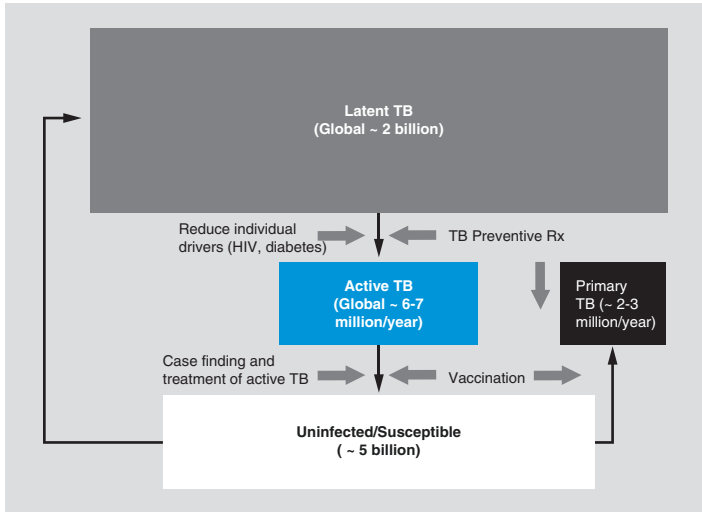 Latent TB
(Global ~ 2 billion)
Reduce individual
drivers (HIV, diabetes)
TB Preventive Rx
Active TB
(Global ~ 6-7
million/year)
Primary
TB (~ 2-3
million/year)
Case finding and
treatment of active TB
Vaccination
Uninfected/Susceptible
( ~ 5 billion)